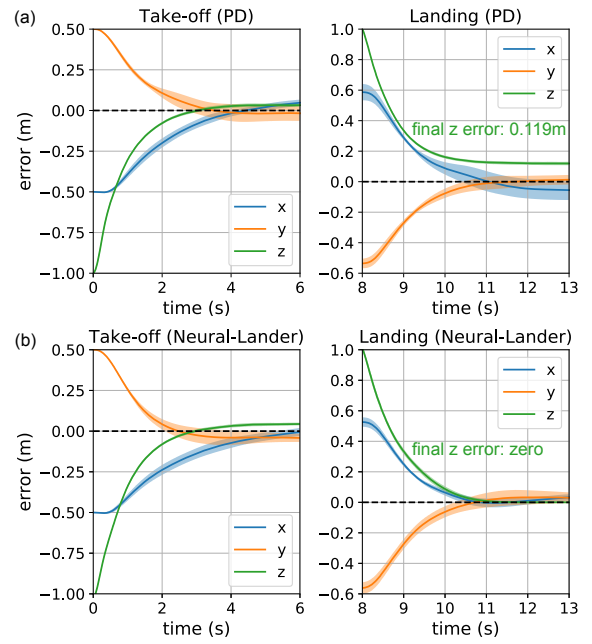 (a)
Take-off (PD)
Landing (PD)
0.50
0.25
0.00
−0.25
−0.50
−0.75
−1.00
error (m)
x
y
z
0
2
4
6
time (s)
1.0
0.8
0.6
0.4
0.2
0.0
−0.2
−0.4
−0.6
x
y
z
final z error: 0.119m
8
9
10
11
12
13
time (s)
(b)
Take-off (Neural-Lander)
Landing (Neural-Lander)
0.50
0.25
0.00
−0.25
−0.50
−0.75
−1.00
error (m)
x
y
z
0
2
4
6
time (s)
1.0
0.8
0.6
0.4
0.2
0.0
−0.2
−0.4
−0.6
x
y
z
final z error: zero
8
9
10
11
12
13
time (s)